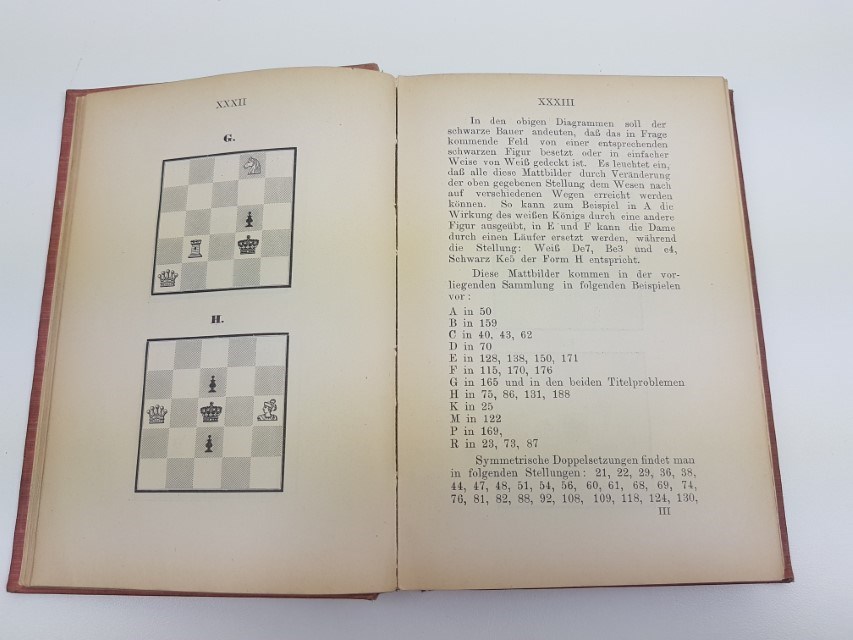 XXXII
G.
H.
XXXIII
In den obigen Diagrammen soll der
schwarze Bauer andeuten, daß das in Frage
kommende Feld von einer entsprechenden
schwarzen Figur besetzt oder in einfacher
Weise von Weiß gedeckt ist. Es leuchtet ein,
daß alle diese Mattbilder durch Veränderung
der oben gegebenen Stellung dem Wesen nach
auf verschiedenen Wegen erreicht werden
können. So kann zum Beispiel in A die
Wirkung des weißen Königs durch eine andere
Figur ausgeübt, in E und F kann die Dame
durch einen Läufer ersetzt werden, während
die Stellung: Weiß De7, Be3 und e4,
Schwarz Ke5 der Form H entspricht.
Diese Mattbilder kommen in der vor-
liegenden Sammlung in folgenden Beispielen
vor:
A in 50
B in 159
C in 40, 43, 62
D in 70
E in 128, 138, 150, 171
F in 115, 170, 176
G in 165 und in den beiden Titelproblemen
H in 75, 86, 131, 188
K in 25
M in 122
P in 169,
R in 23, 73, 87
Symmetrische Doppelsetzungen findet man
in folgenden Stellungen: 21, 22, 29, 36, 38,
44, 47, 48, 51, 54, 56, 60, 61, 68, 69, 74,
76, 81, 82, 88, 92, 108, 109, 118, 124, 130,
III